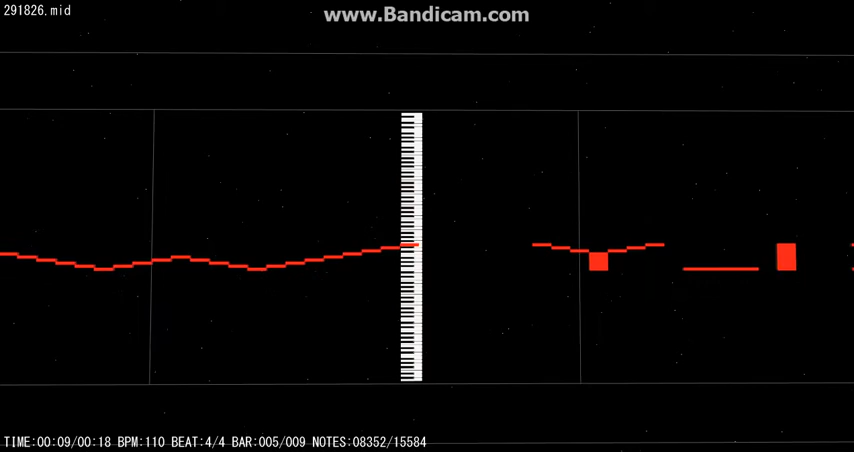 291826.mid
www.Bandicam.com
TIME:00:09/00:18 BPM:110 BEAT:4/4 BAR:005/009 NOTES:08352/15584